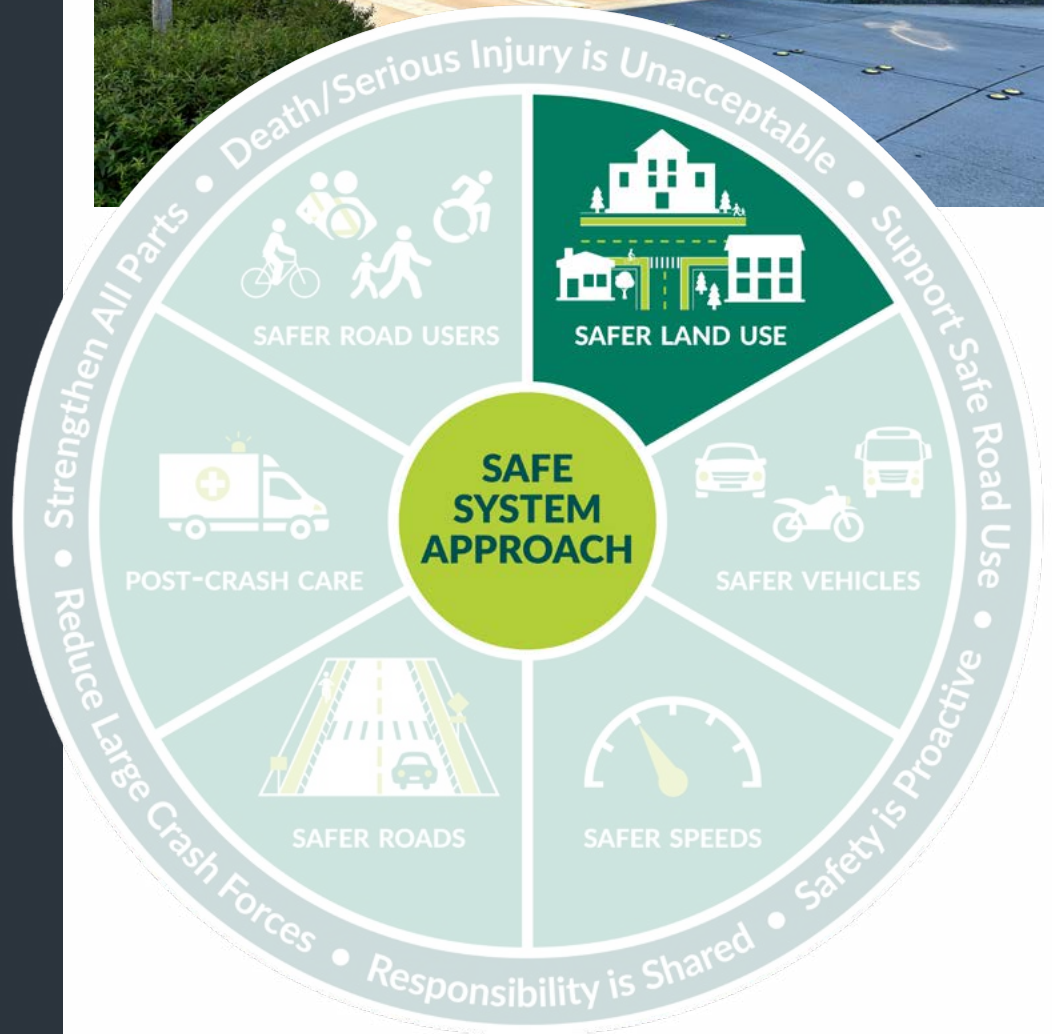 Death/Serious Injury is Unacceptable
Support Safe Road Use
Safety is Proactive
Responsibility is Shared
Reduce Large Crash Forces
Strengthen All Parts
SAFER ROAD USERS
SAFER LAND USE
SAFE
SYSTEM
APPROACH
POST-CRASH CARE
SAFER VEHICLES
SAFER ROADS
SAFER SPEEDS